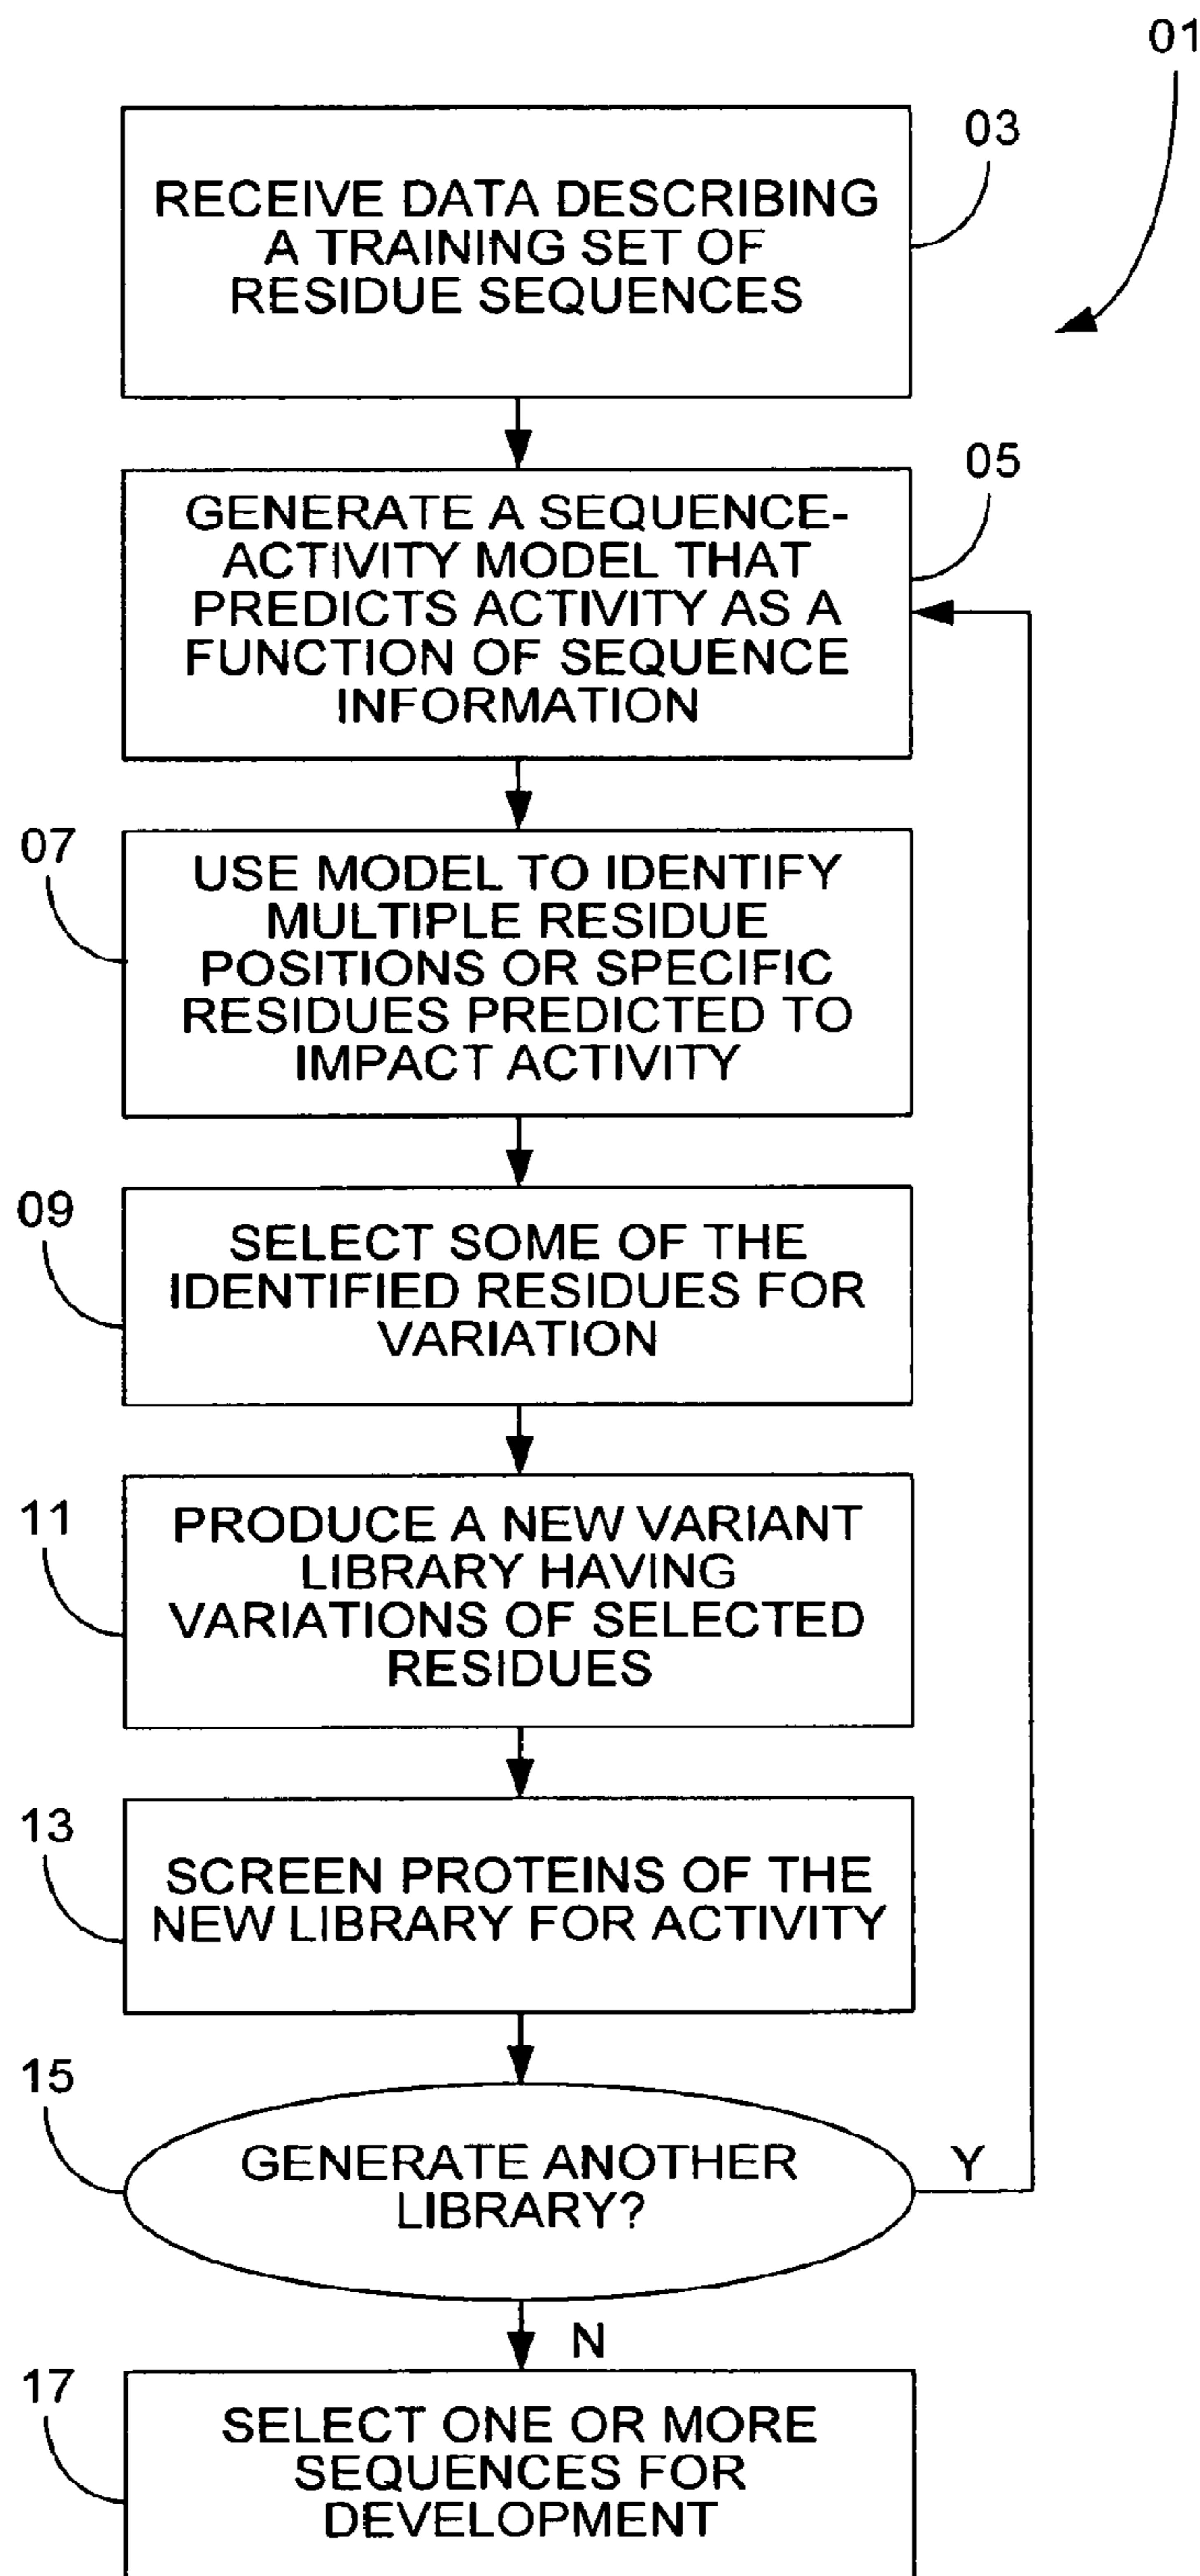 01
03
RECEIVE DATA DESCRIBING
A TRAINING SET OF
RESIDUE SEQUENCES
05
GENERATE A SEQUENCE-
ACTIVITY MODEL THAT
PREDICTS ACTIVITY AS A
FUNCTION OF SEQUENCE
INFORMATION
07
USE MODEL TO IDENTIFY
MULTIPLE RESIDUE
POSITIONS OR SPECIFIC
RESIDUES PREDICTED TO
IMPACT ACTIVITY
09
SELECT SOME OF THE
IDENTIFIED RESIDUES FOR
VARIATION
11
PRODUCE A NEW VARIANT
LIBRARY HAVING
VARIATIONS OF SELECTED
RESIDUES
13
SCREEN PROTEINS OF THE
NEW LIBRARY FOR ACTIVITY
15
GENERATE ANOTHER
LIBRARY?
Y
N
17
SELECT ONE OR MORE
SEQUENCES FOR
DEVELOPMENT